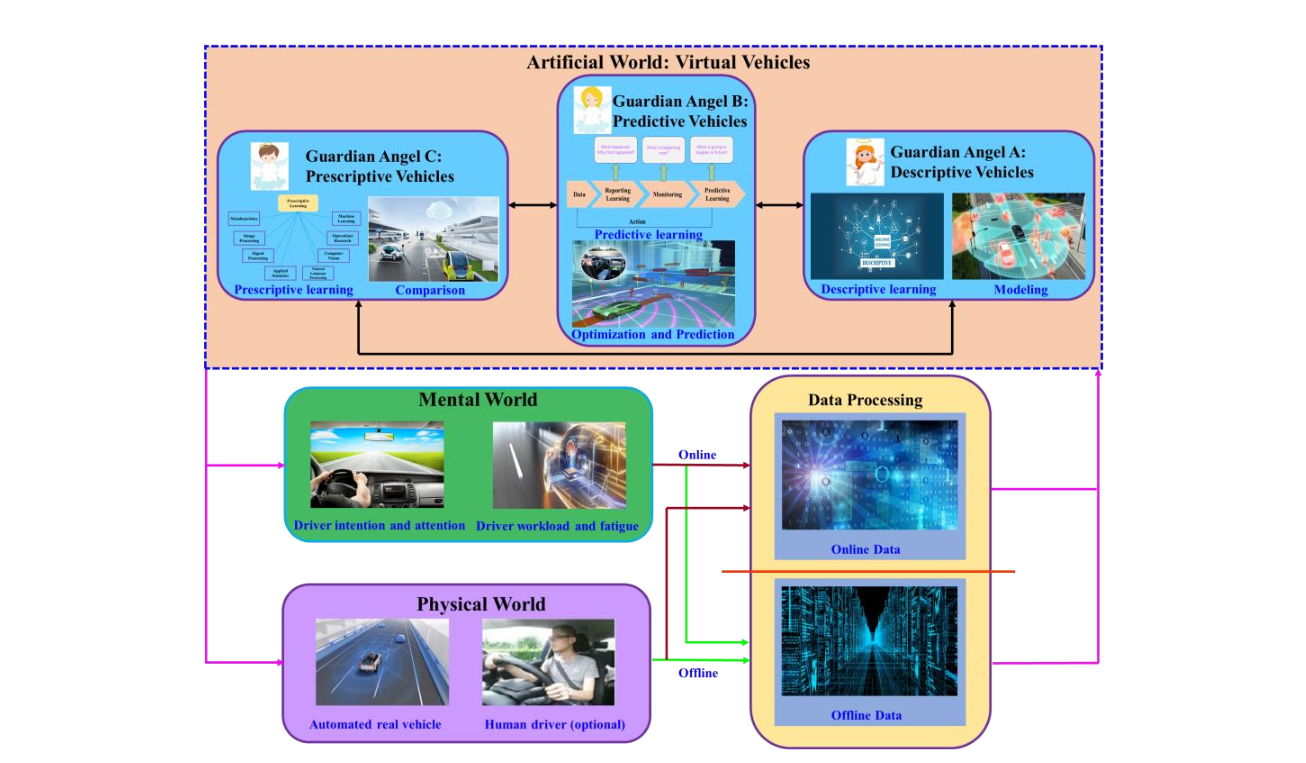 Artificial World: Virtual Vehicles
Guardian Angel C:
Prescriptive Vehicles
Prescriptive
Learning
Metaheuristics
Machine
Learning
Image
Processing
Operations
Research
Signal
Processing
Computer
Vision
Applied
Statistics
Natural
Language
Processing
Prescriptive learning
Comparison
Guardian Angel B:
Predictive Vehicles
What happened
Why that happened?
What is happening
now?
What is going to
happen in future?
Data
Reporting
Learning
Monitoring
Predictive
Learning
Action
Predictive learning
Optimization and Prediction
Guardian Angel A:
Descriptive Vehicles
MACHINE
LEARNING
Descriptive learning
Modeling
Mental World
Driver intention and attention
Driver workload and fatigue
Physical World
Automated real vehicle
Human driver (optional)
Online
Offline
Data Processing
Online Data
Offline Data